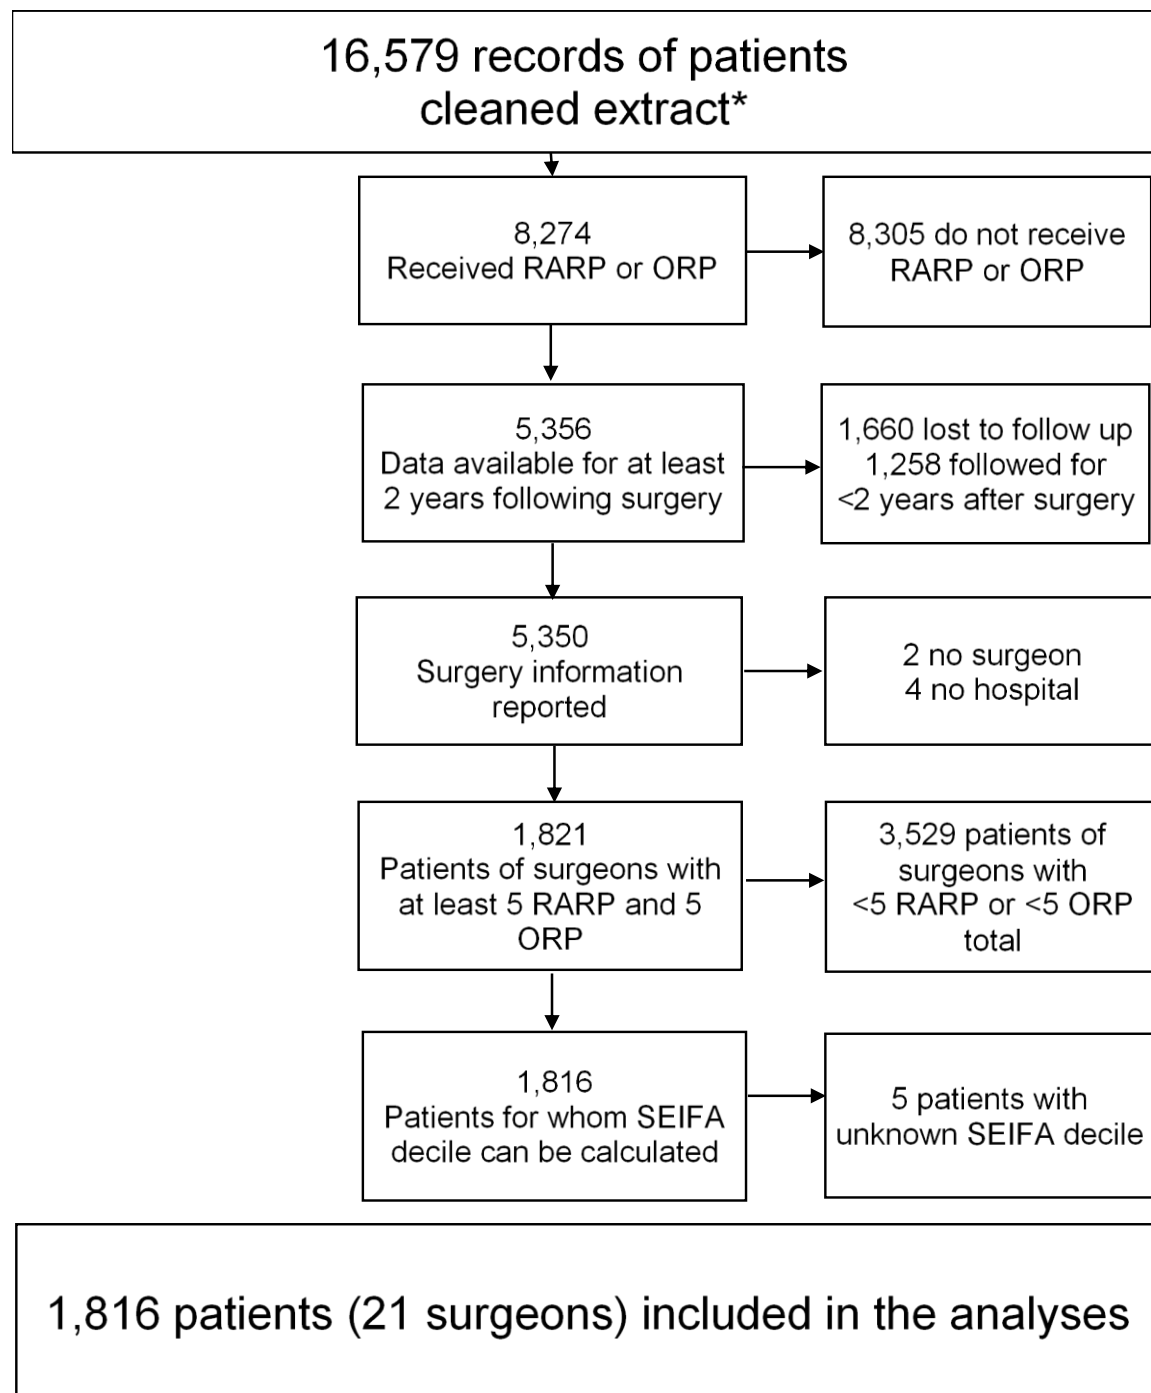 16,579 records of patients
cleaned extract*
8,274
Received RARP or ORP
8,305 do not receive
RARP or ORP
5,356
Data available for at least
2 years following surgery
1,660 lost to follow up
1,258 followed for
<2 years after surgery
5,350
Surgery information
reported
2 no surgeon
4 no hospital
1,821
Patients of surgeons with
at least 5 RARP and 5
ORP
3,529 patients of
surgeons with
<5 RARP or <5 ORP
total
1,816
Patients for whom SEIFA
decile can be calculated
5 patients with
unknown SEIFA decile
1,816 patients (21 surgeons) included in the analyses